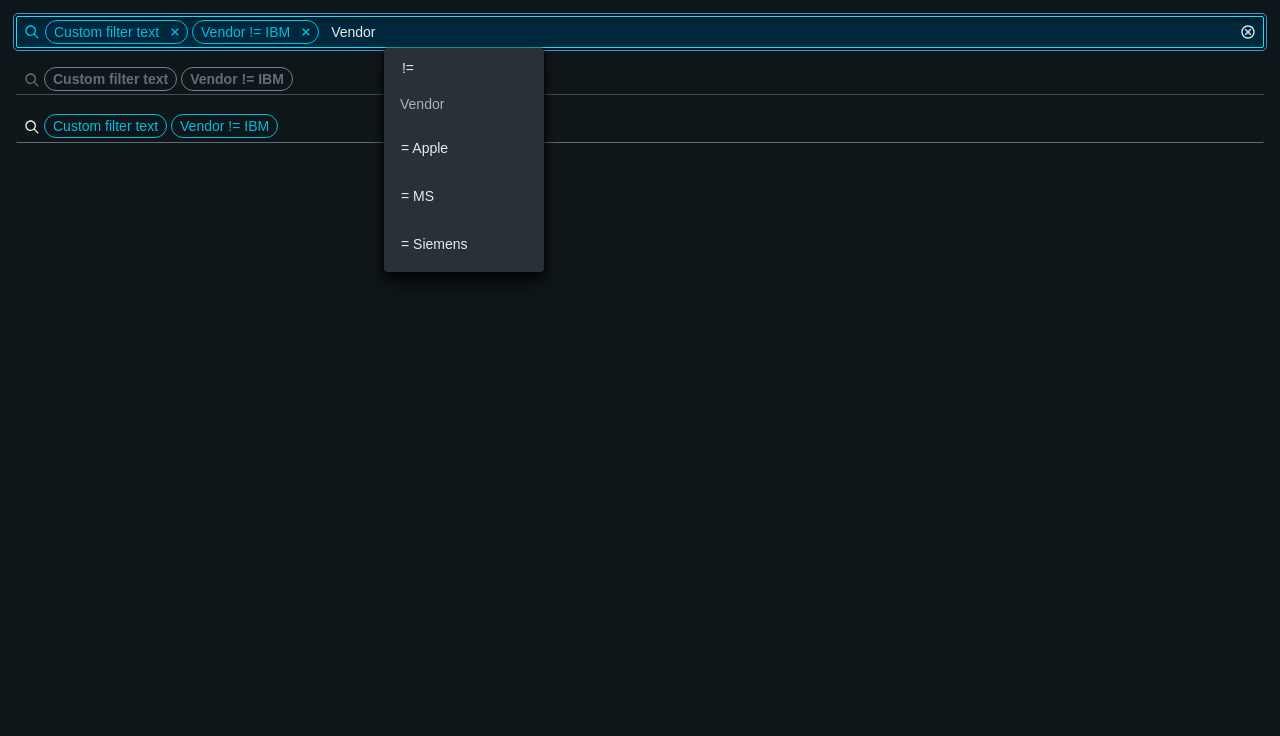 Custom filter text Vendor != IBM Vendor
!=
Custom filter text Vendor != IBM
Vendor
Custom filter text Vendor != IBM
= Apple
= MS
= Siemens